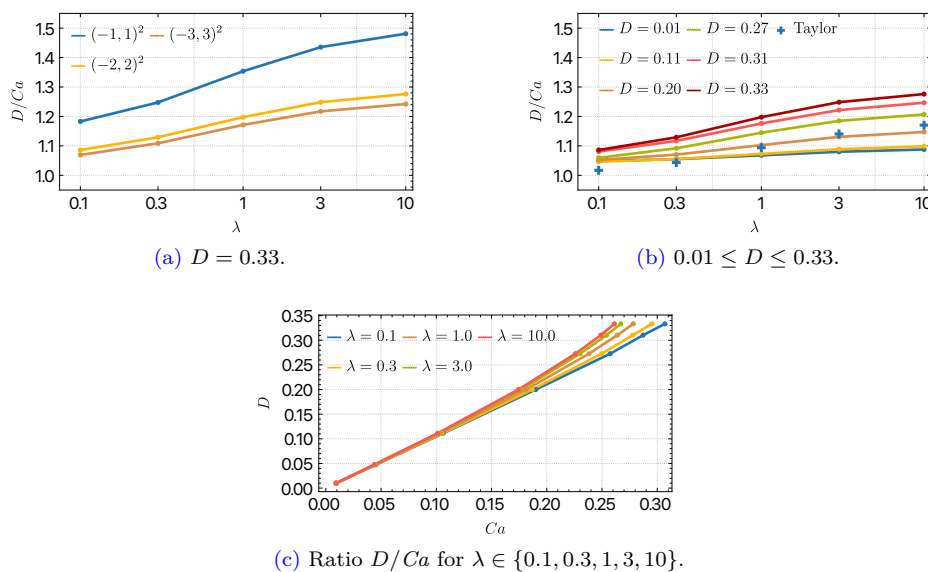 1.5
1.4
1.3
1.2
1.1
1.0
D/Ca
(−1, 1)²
(−3, 3)²
(−2, 2)²
0.1 0.3 1 3 10
λ
(a) D = 0.33.
1.5
1.4
1.3
1.2
1.1
1.0
D/Ca
D = 0.01
D = 0.27
Taylor
D = 0.11
D = 0.31
D = 0.20
D = 0.33
0.1 0.3 1 3 10
λ
(b) 0.01 ≤ D ≤ 0.33.
0.35
0.30
0.25
0.20
0.15
0.10
0.05
0.00
D
λ = 0.1
λ = 1.0
λ = 10.0
λ = 0.3
λ = 3.0
0.00 0.05 0.10 0.15 0.20 0.25 0.30
Ca
(c) Ratio D/Ca for λ ∈ {0.1, 0.3, 1, 3, 10}.